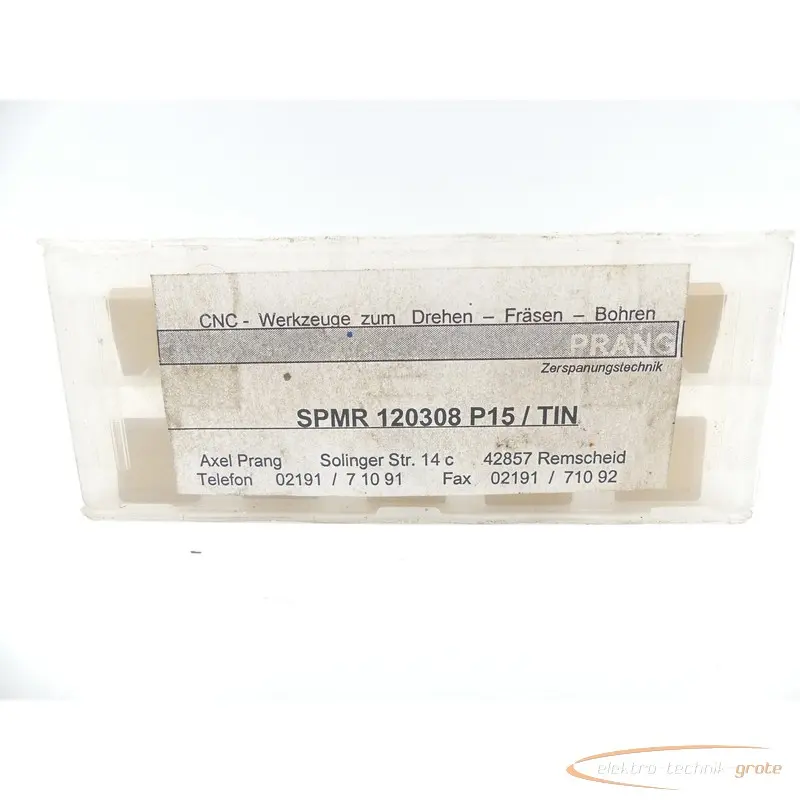 CNC - Werkzeuge zum Drehen – Fräsen – Bohren
PRANG
Zerspanungstechnik
SPMR 120308 P15 / TIN
Axel Prang Solinger Str. 14 c 42857 Remscheid
Telefon 02191 / 7 10 91 Fax 02191 / 710 92
elektro-technik-grote